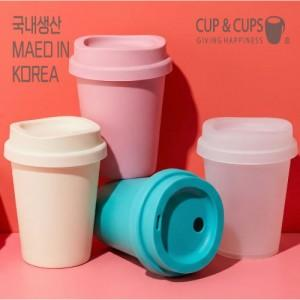 국내생산
MAED IN
KOREA
CUP & CUPS
GIVING HAPPINESS
®